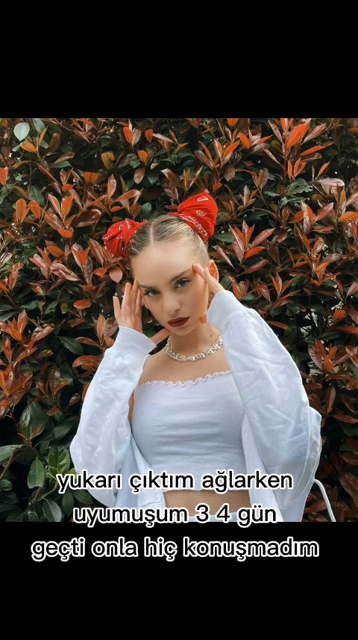 yukarı çıktım ağlarken
uyumuşum 3 4 gün
geçti onla hiç konuşmadım